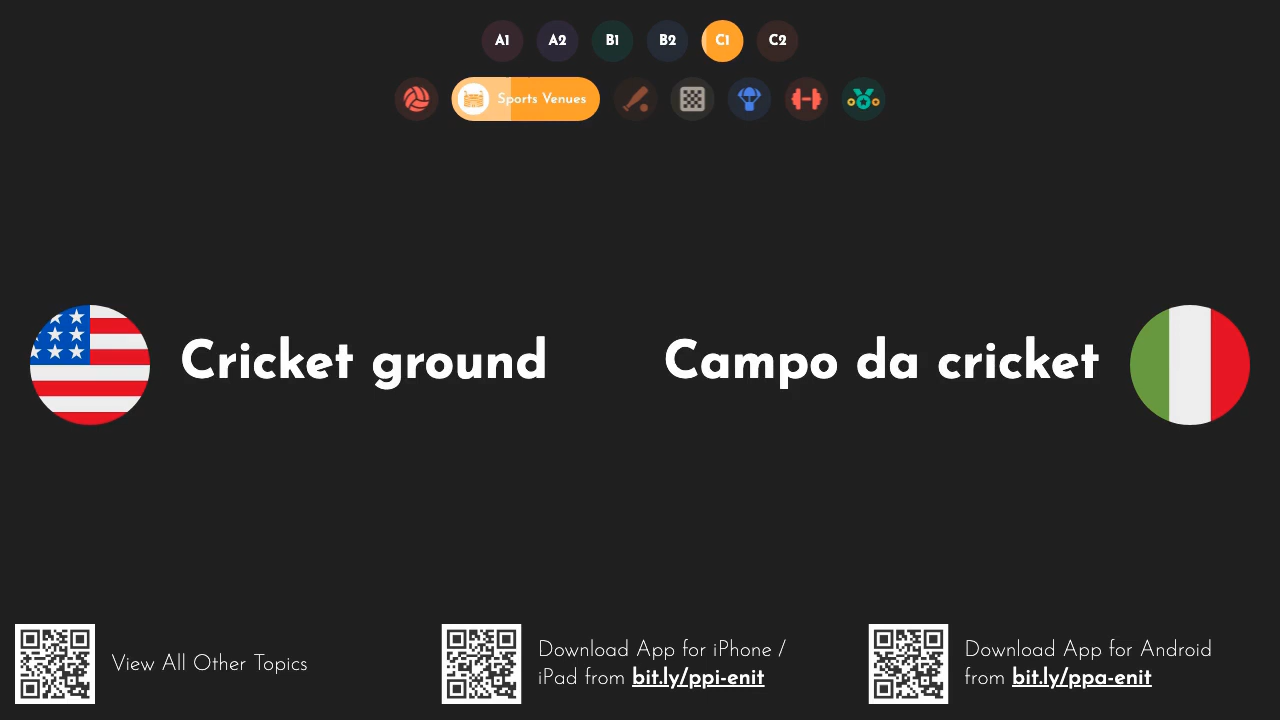 A1 A2 B1 B2 C1 C2
Sports Venues
Cricket ground
Campo da cricket
View All Other Topics
Download App for iPhone /
iPad from bit.ly/ppi-enit
Download App for Android
from bit.ly/ppa-enit